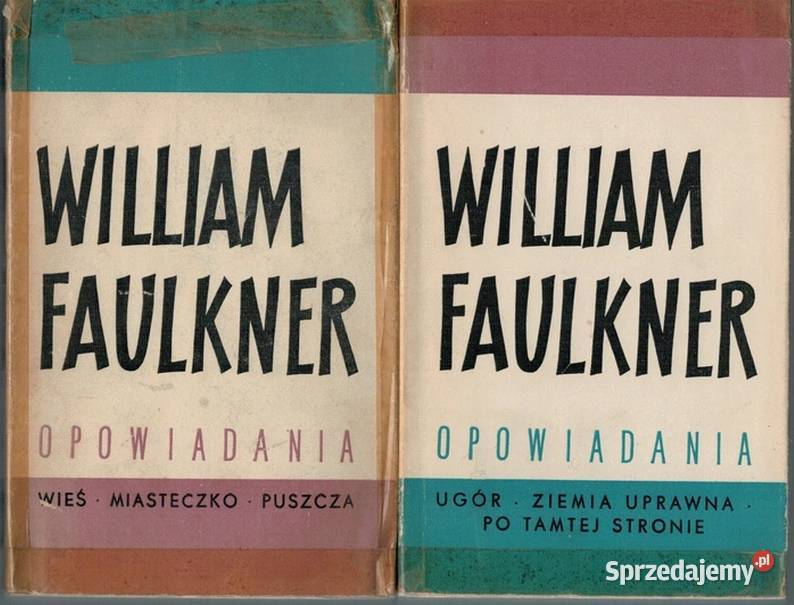 WILLIAM
FAULKNER
OPOWIADANIA
WIEŚ · MIASTECZKO · PUSZCZA
WILLIAM
FAULKNER
OPOWIADANIA
UGÓR · ZIEMIA UPRAWNA ·
PO TAMTEJ STRONIE
Sprzedajemy.pl